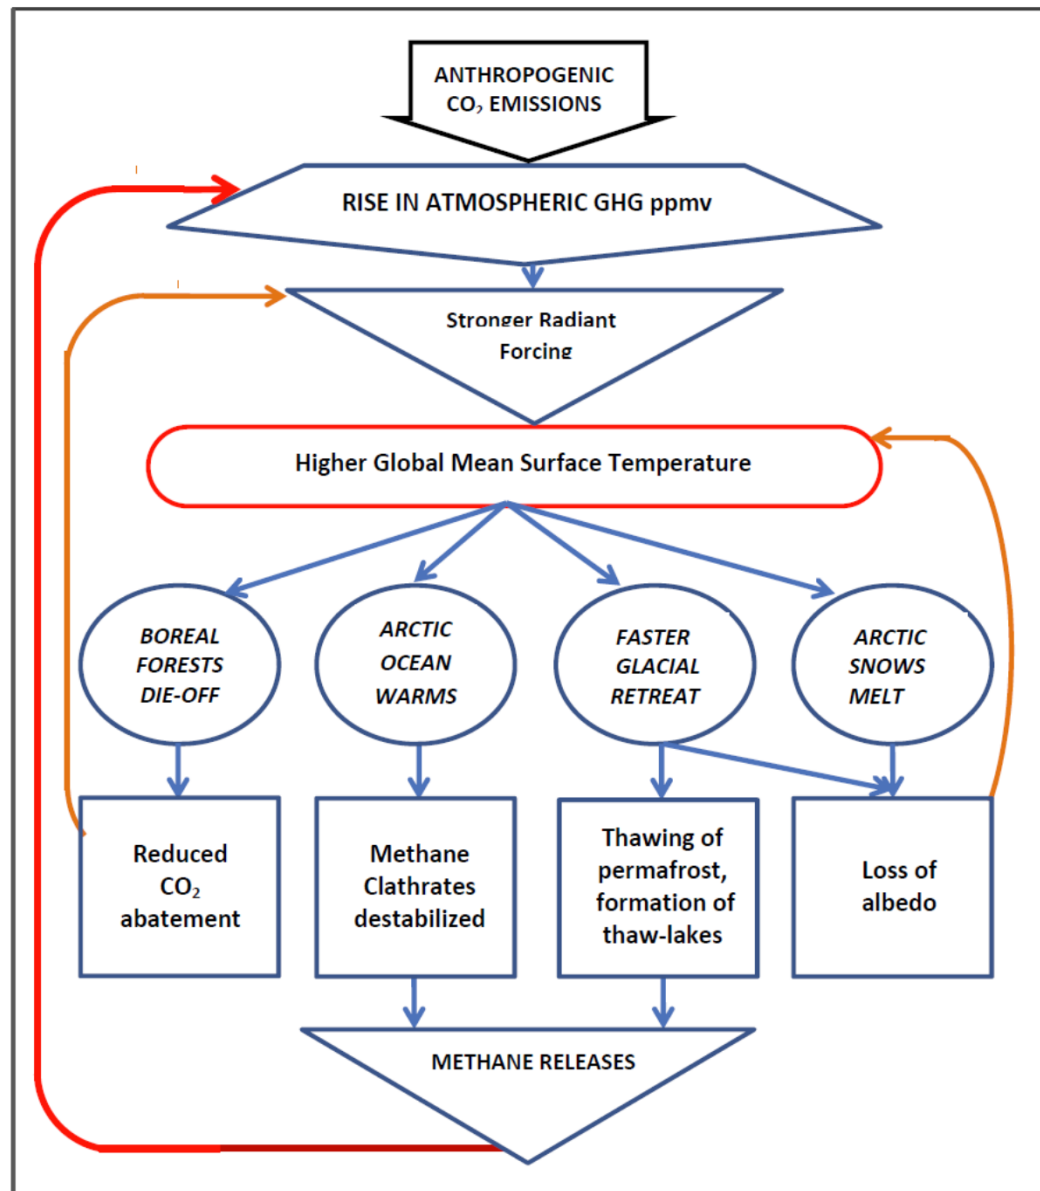 ANTHROPOGENIC
CO₂ EMISSIONS
RISE IN ATMOSPHERIC GHG ppmv
Stronger Radiant
Forcing
Higher Global Mean Surface Temperature
BOREAL
FORESTS
DIE-OFF
ARCTIC
OCEAN
WARMS
FASTER
GLACIAL
RETREAT
ARCTIC
SNOWS
MELT
Reduced
CO₂
abatement
Methane
Clathrates
destabilized
Thawing of
permafrost,
formation of
thaw-lakes
Loss of
albedo
METHANE RELEASES